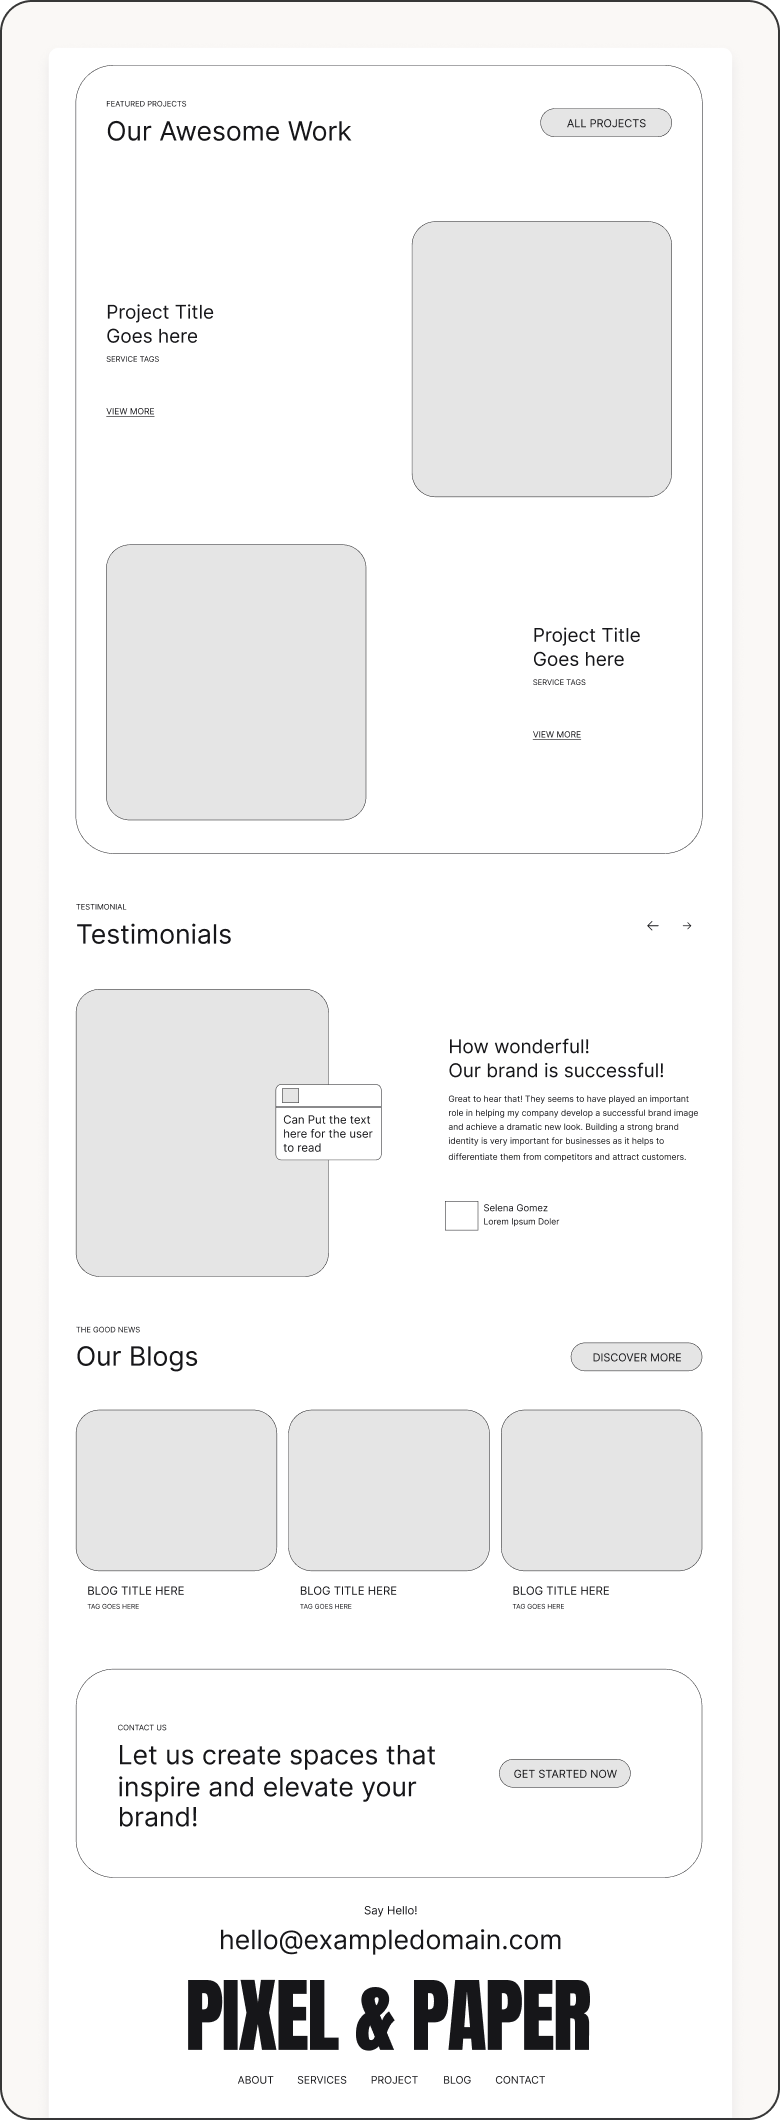 FEATURED PROJECTS
Our Awesome Work
ALL PROJECTS
Project Title
Goes here
SERVICE TAGS
VIEW MORE
Project Title
Goes here
SERVICE TAGS
VIEW MORE
TESTIMONIAL
Testimonials
Can Put the text
here for the user
to read
How wonderful!
Our brand is successful!
Great to hear that! They seems to have played an important
role in helping my company develop a successful brand image
and achieve a dramatic new look. Building a strong brand
identity is very important for businesses as it helps to
differentiate them from competitors and attract customers.
Selena Gomez
Lorem Ipsum Doler
THE GOOD NEWS
Our Blogs
DISCOVER MORE
BLOG TITLE HERE
TAG GOES HERE
BLOG TITLE HERE
TAG GOES HERE
BLOG TITLE HERE
TAG GOES HERE
CONTACT US
Let us create spaces that
inspire and elevate your
brand!
GET STARTED NOW
Say Hello!
hello@exampledomain.com
PIXEL & PAPER
ABOUT SERVICES PROJECT BLOG CONTACT